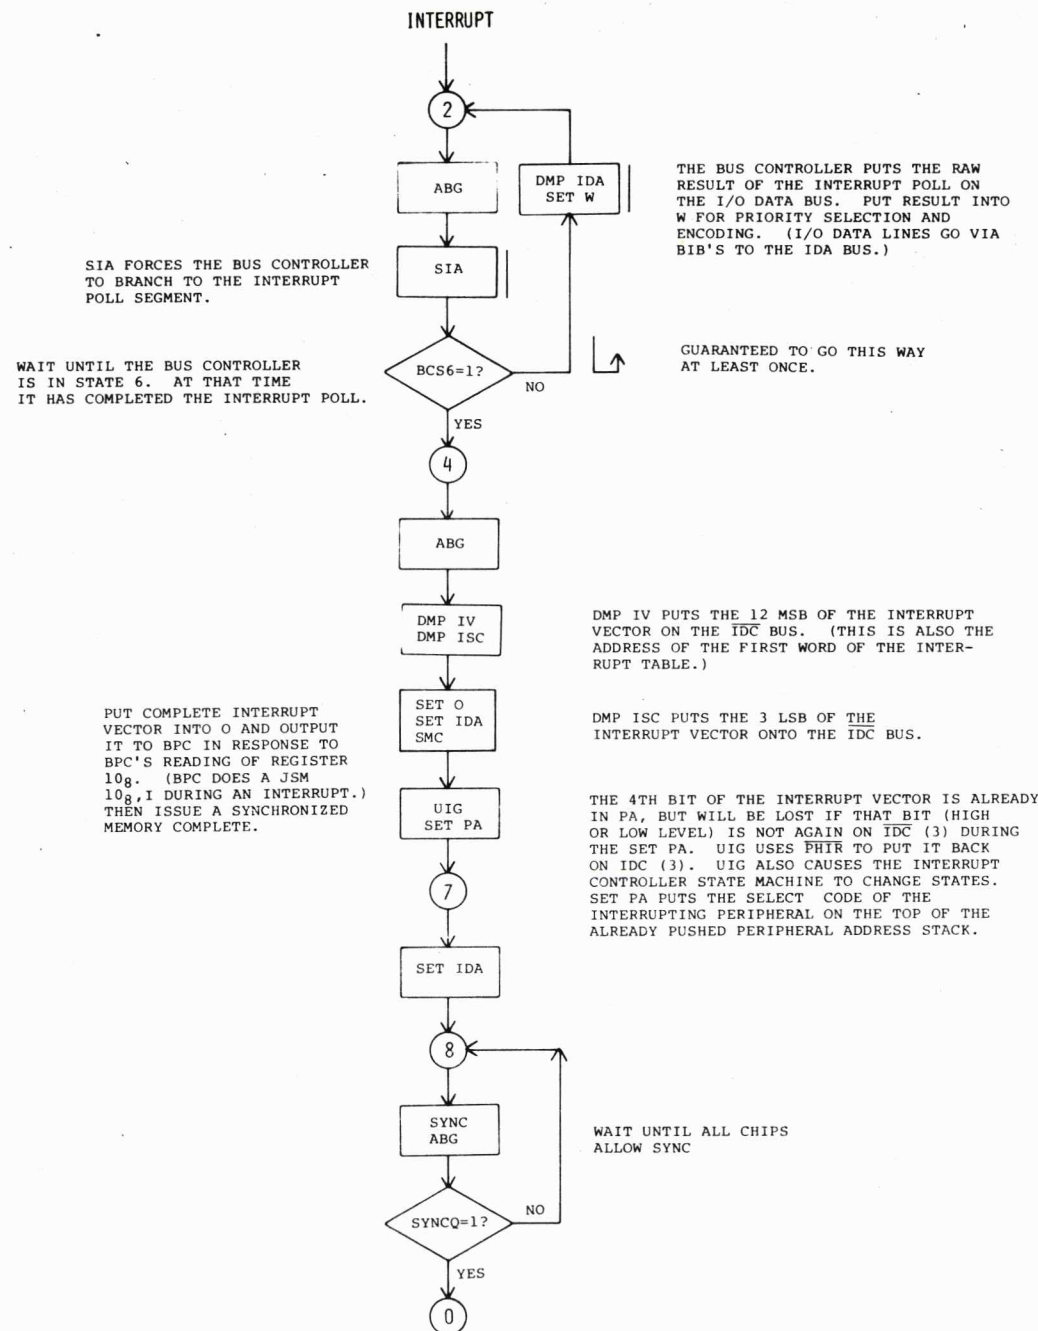 INTERRUPT
2
ABG
DMP IDA
SET W
THE BUS CONTROLLER PUTS THE RAW
RESULT OF THE INTERRUPT POLL ON
THE I/O DATA BUS. PUT RESULT INTO
W FOR PRIORITY SELECTION AND
ENCODING. (I/O DATA LINES GO VIA
BIB'S TO THE IDA BUS.)
SIA FORCES THE BUS CONTROLLER
TO BRANCH TO THE INTERRUPT
POLL SEGMENT.
SIA
WAIT UNTIL THE BUS CONTROLLER
IS IN STATE 6. AT THAT TIME
IT HAS COMPLETED THE INTERRUPT POLL.
BCS6=1?
NO
GUARANTEED TO GO THIS WAY
AT LEAST ONCE.
YES
4
ABG
DMP IV
DMP ISC
DMP IV PUTS THE 12 MSB OF THE INTERRUPT
VECTOR ON THE I̅D̅C̅ BUS. (THIS IS ALSO THE
ADDRESS OF THE FIRST WORD OF THE INTER-
RUPT TABLE.)
PUT COMPLETE INTERRUPT
VECTOR INTO O AND OUTPUT
IT TO BPC IN RESPONSE TO
BPC'S READING OF REGISTER
10₈. (BPC DOES A JSM
10₈,I DURING AN INTERRUPT.)
THEN ISSUE A SYNCHRONIZED
MEMORY COMPLETE.
SET O
SET IDA
SMC
DMP ISC PUTS THE 3 LSB OF THE
INTERRUPT VECTOR ONTO THE I̅D̅C̅ BUS.
UIG
SET PA
THE 4TH BIT OF THE INTERRUPT VECTOR IS ALREADY
IN PA, BUT WILL BE LOST IF THAT BIT (HIGH
OR LOW LEVEL) IS NOT AGAIN ON I̅D̅C̅ (3) DURING
THE SET PA. UIG USES P̅H̅I̅R̅ TO PUT IT BACK
ON IDC (3). UIG ALSO CAUSES THE INTERRUPT
CONTROLLER STATE MACHINE TO CHANGE STATES.
SET PA PUTS THE SELECT CODE OF THE
INTERRUPTING PERIPHERAL ON THE TOP OF THE
ALREADY PUSHED PERIPHERAL ADDRESS STACK.
7
SET IDA
8
SYNC
ABG
WAIT UNTIL ALL CHIPS
ALLOW SYNC
SYNCQ=1?
NO
YES
0